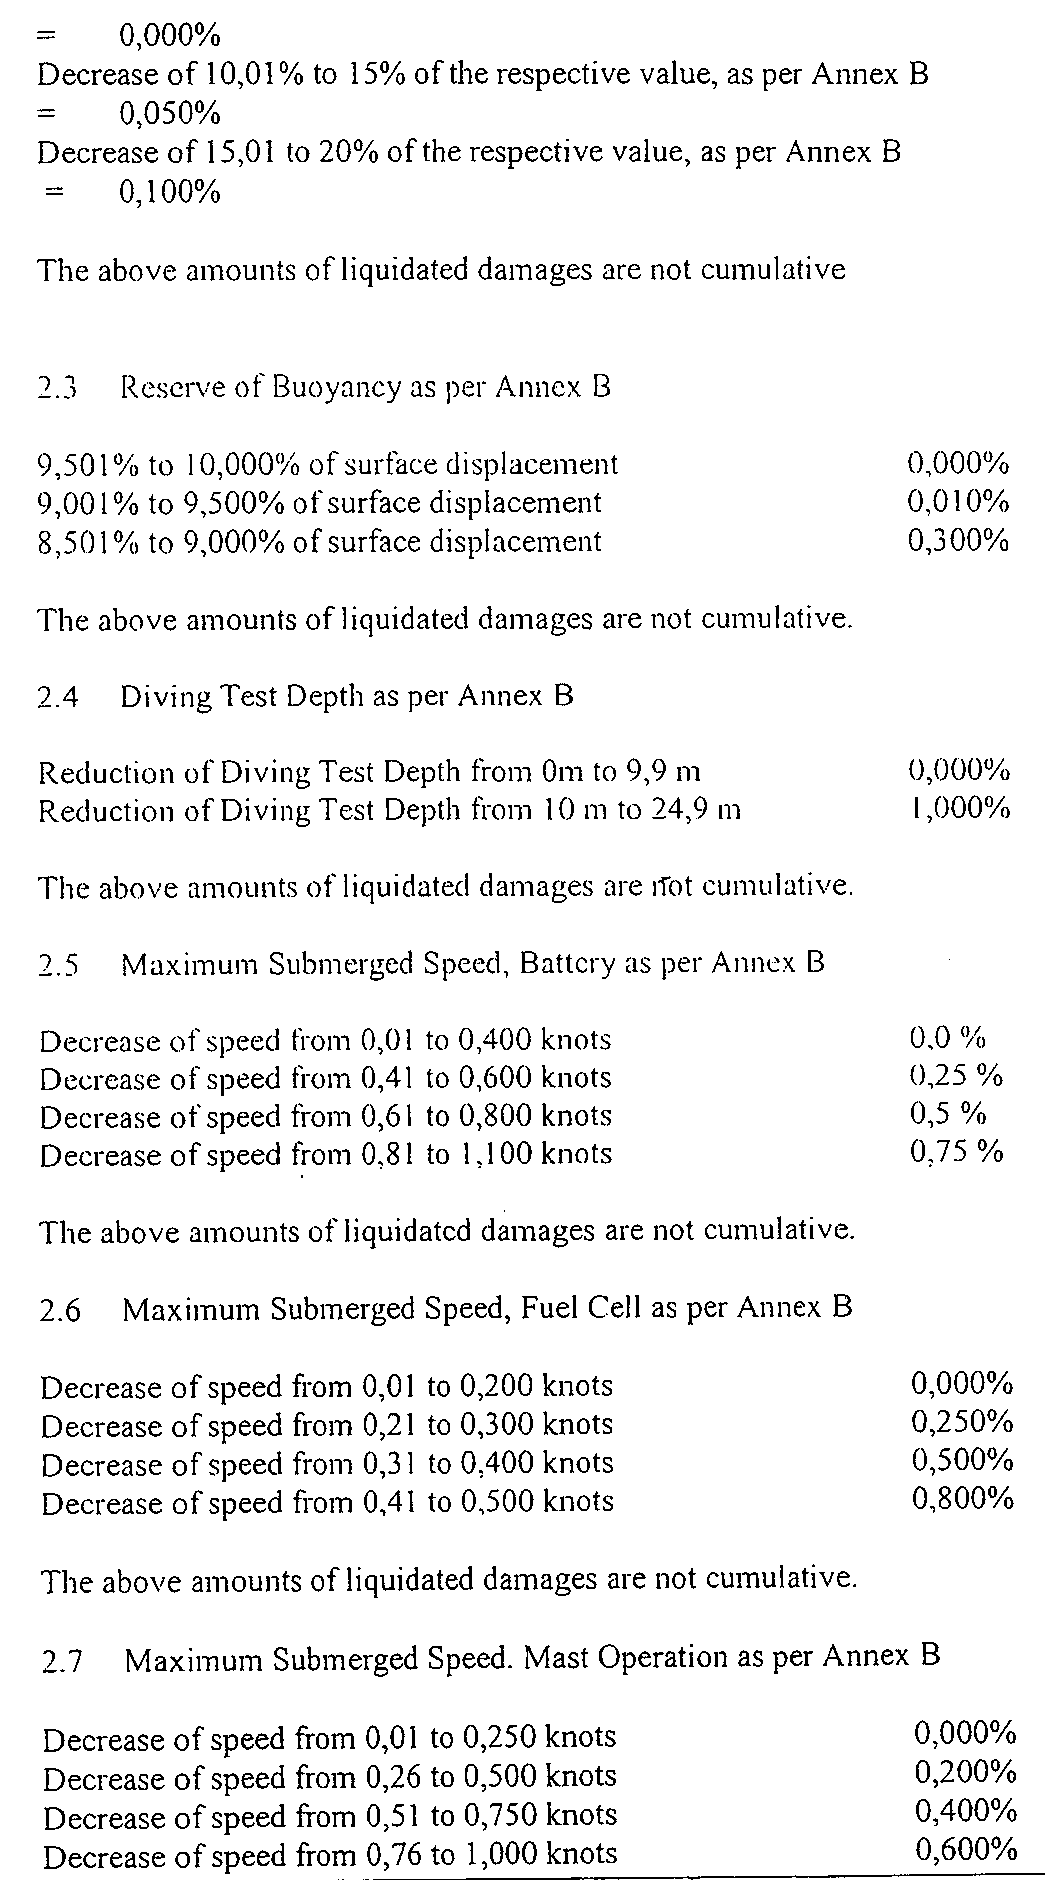 = 0,000%
Decrease of 10,01% to 15% of the respective value, as per Annex B
= 0,050%
Decrease of 15,01 to 20% of the respective value, as per Annex B
= 0,100%
The above amounts of liquidated damages are not cumulative
2.3 Reserve of Buoyancy as per Annex B
9,501% to 10,000% of surface displacement 0,000%
9,001% to 9,500% of surface displacement 0,010%
8,501% to 9,000% of surface displacement 0,300%
The above amounts of liquidated damages are not cumulative.
2.4 Diving Test Depth as per Annex B
Reduction of Diving Test Depth from 0m to 9,9 m 0,000%
Reduction of Diving Test Depth from 10 m to 24,9 m 1,000%
The above amounts of liquidated damages are not cumulative.
2.5 Maximum Submerged Speed, Battery as per Annex B
Decrease of speed from 0,01 to 0,400 knots 0,0 %
Decrease of speed from 0,41 to 0,600 knots 0,25 %
Decrease of speed from 0,61 to 0,800 knots 0,5 %
Decrease of speed from 0,81 to 1,100 knots 0,75 %
The above amounts of liquidated damages are not cumulative.
2.6 Maximum Submerged Speed, Fuel Cell as per Annex B
Decrease of speed from 0,01 to 0,200 knots 0,000%
Decrease of speed from 0,21 to 0,300 knots 0,250%
Decrease of speed from 0,31 to 0,400 knots 0,500%
Decrease of speed from 0,41 to 0,500 knots 0,800%
The above amounts of liquidated damages are not cumulative.
2.7 Maximum Submerged Speed. Mast Operation as per Annex B
Decrease of speed from 0,01 to 0,250 knots 0,000%
Decrease of speed from 0,26 to 0,500 knots 0,200%
Decrease of speed from 0,51 to 0,750 knots 0,400%
Decrease of speed from 0,76 to 1,000 knots 0,600%